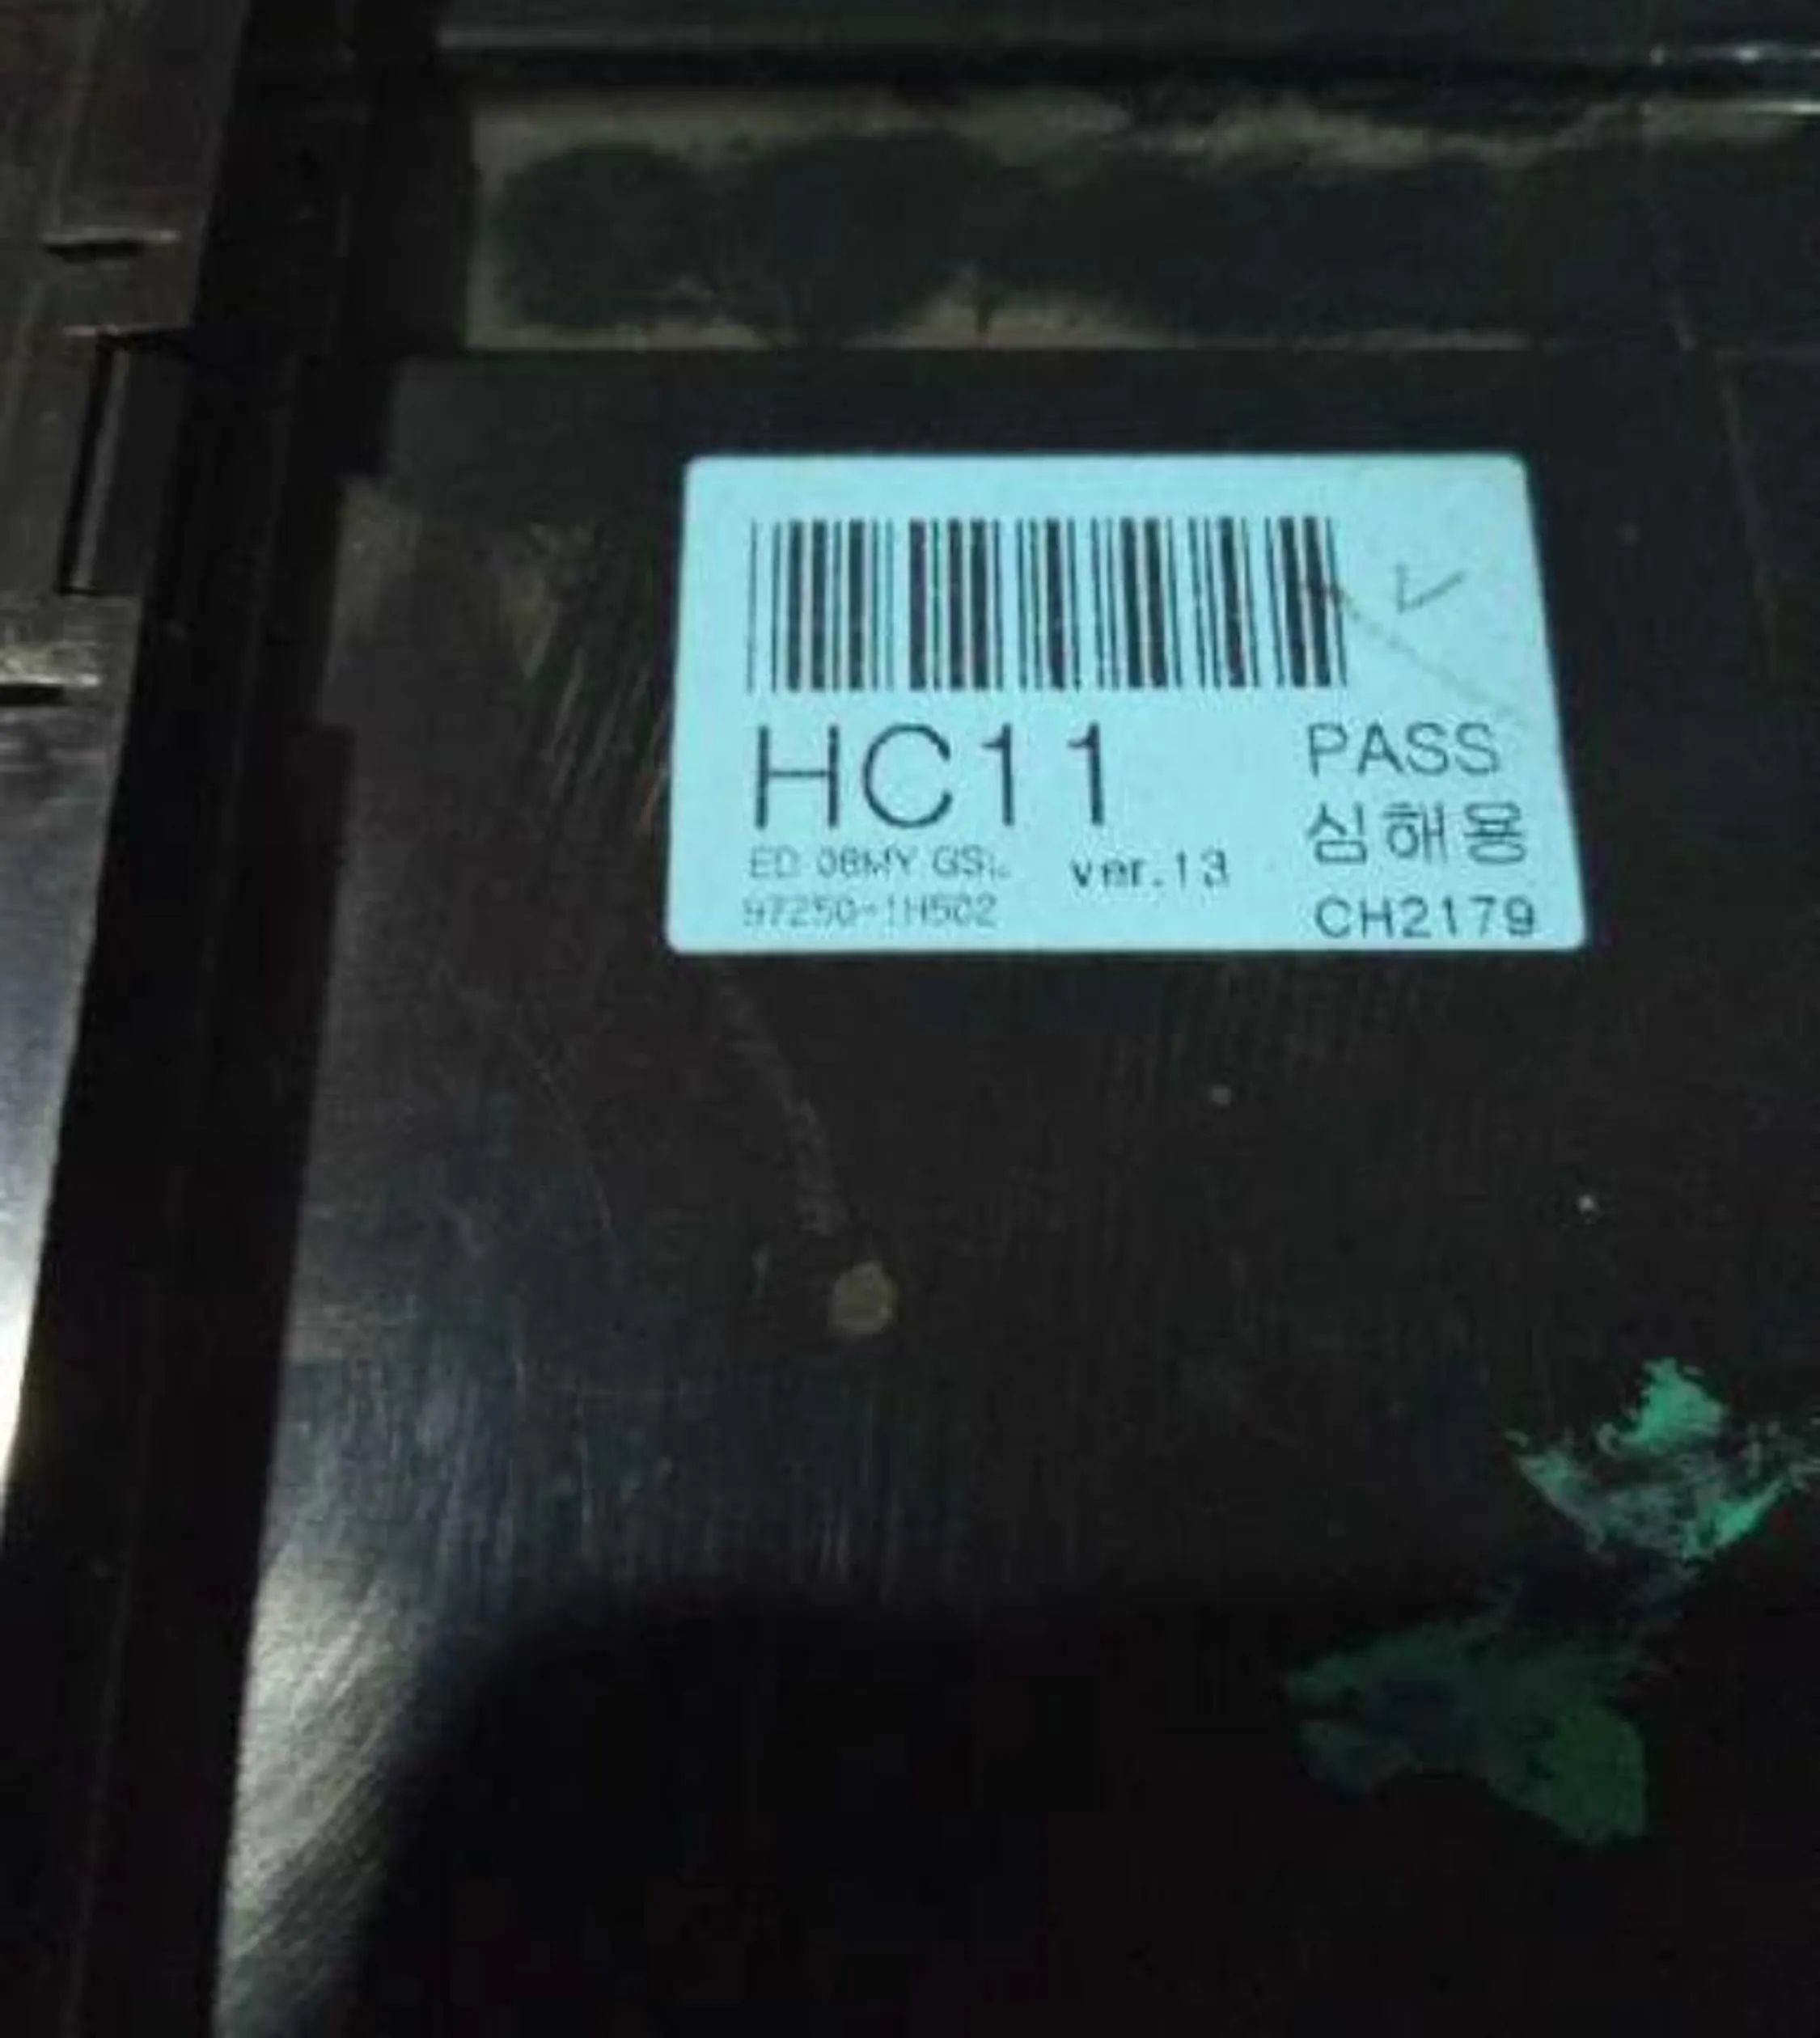 HC11
PASS
심해용
ED 08MY GSL ver.13
97250-1H502
CH2179